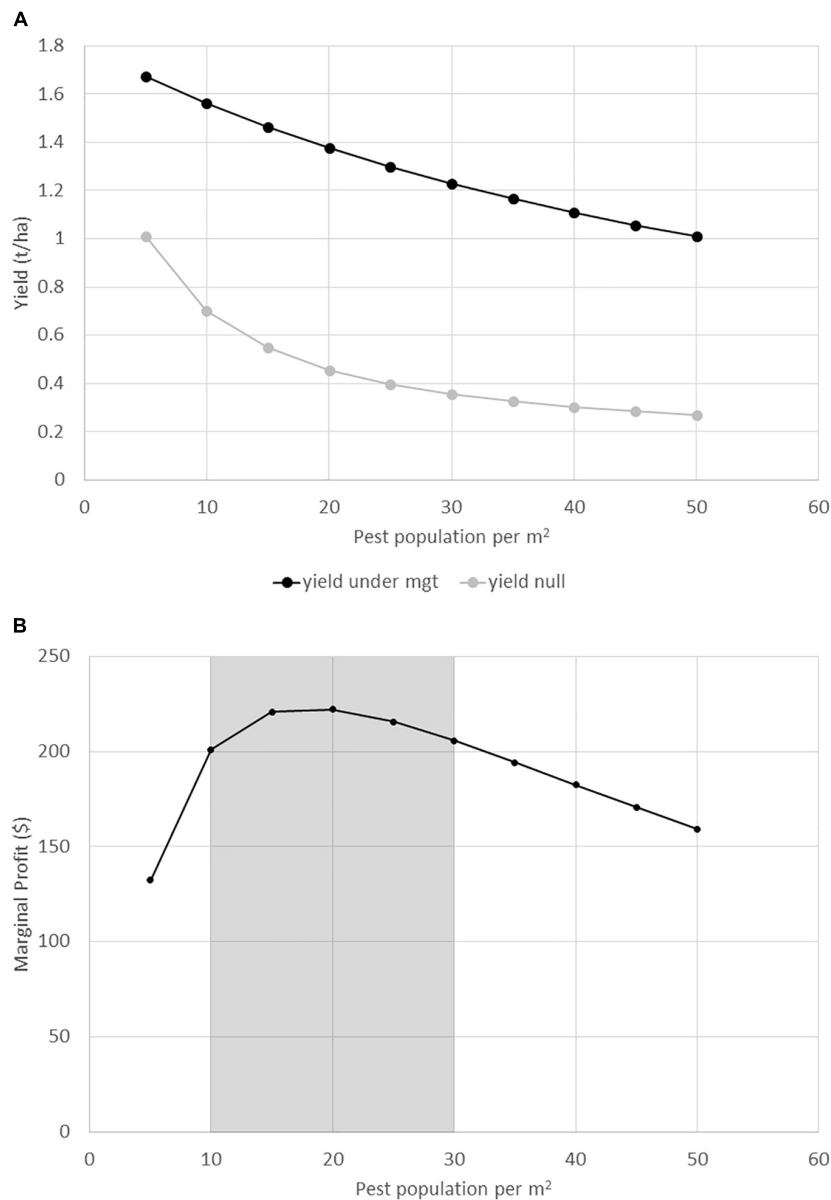 A
1.8
1.6
1.4
1.2
1
0.8
0.6
0.4
0.2
0
Yield (t/ha)
0 10 20 30 40 50 60
Pest population per m²
yield under mgt yield null
B
250
200
150
100
50
0
Marginal Profit ($)
0 10 20 30 40 50 60
Pest population per m²